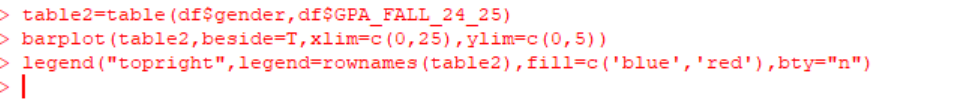 > table2=table(df$gender,df$GPA_FALL_24_25)
> barplot(table2,beside=T,xlim=c(0,25),ylim=c(0,5))
> legend("topright",legend=rownames(table2),fill=c('blue','red'),bty="n")
>